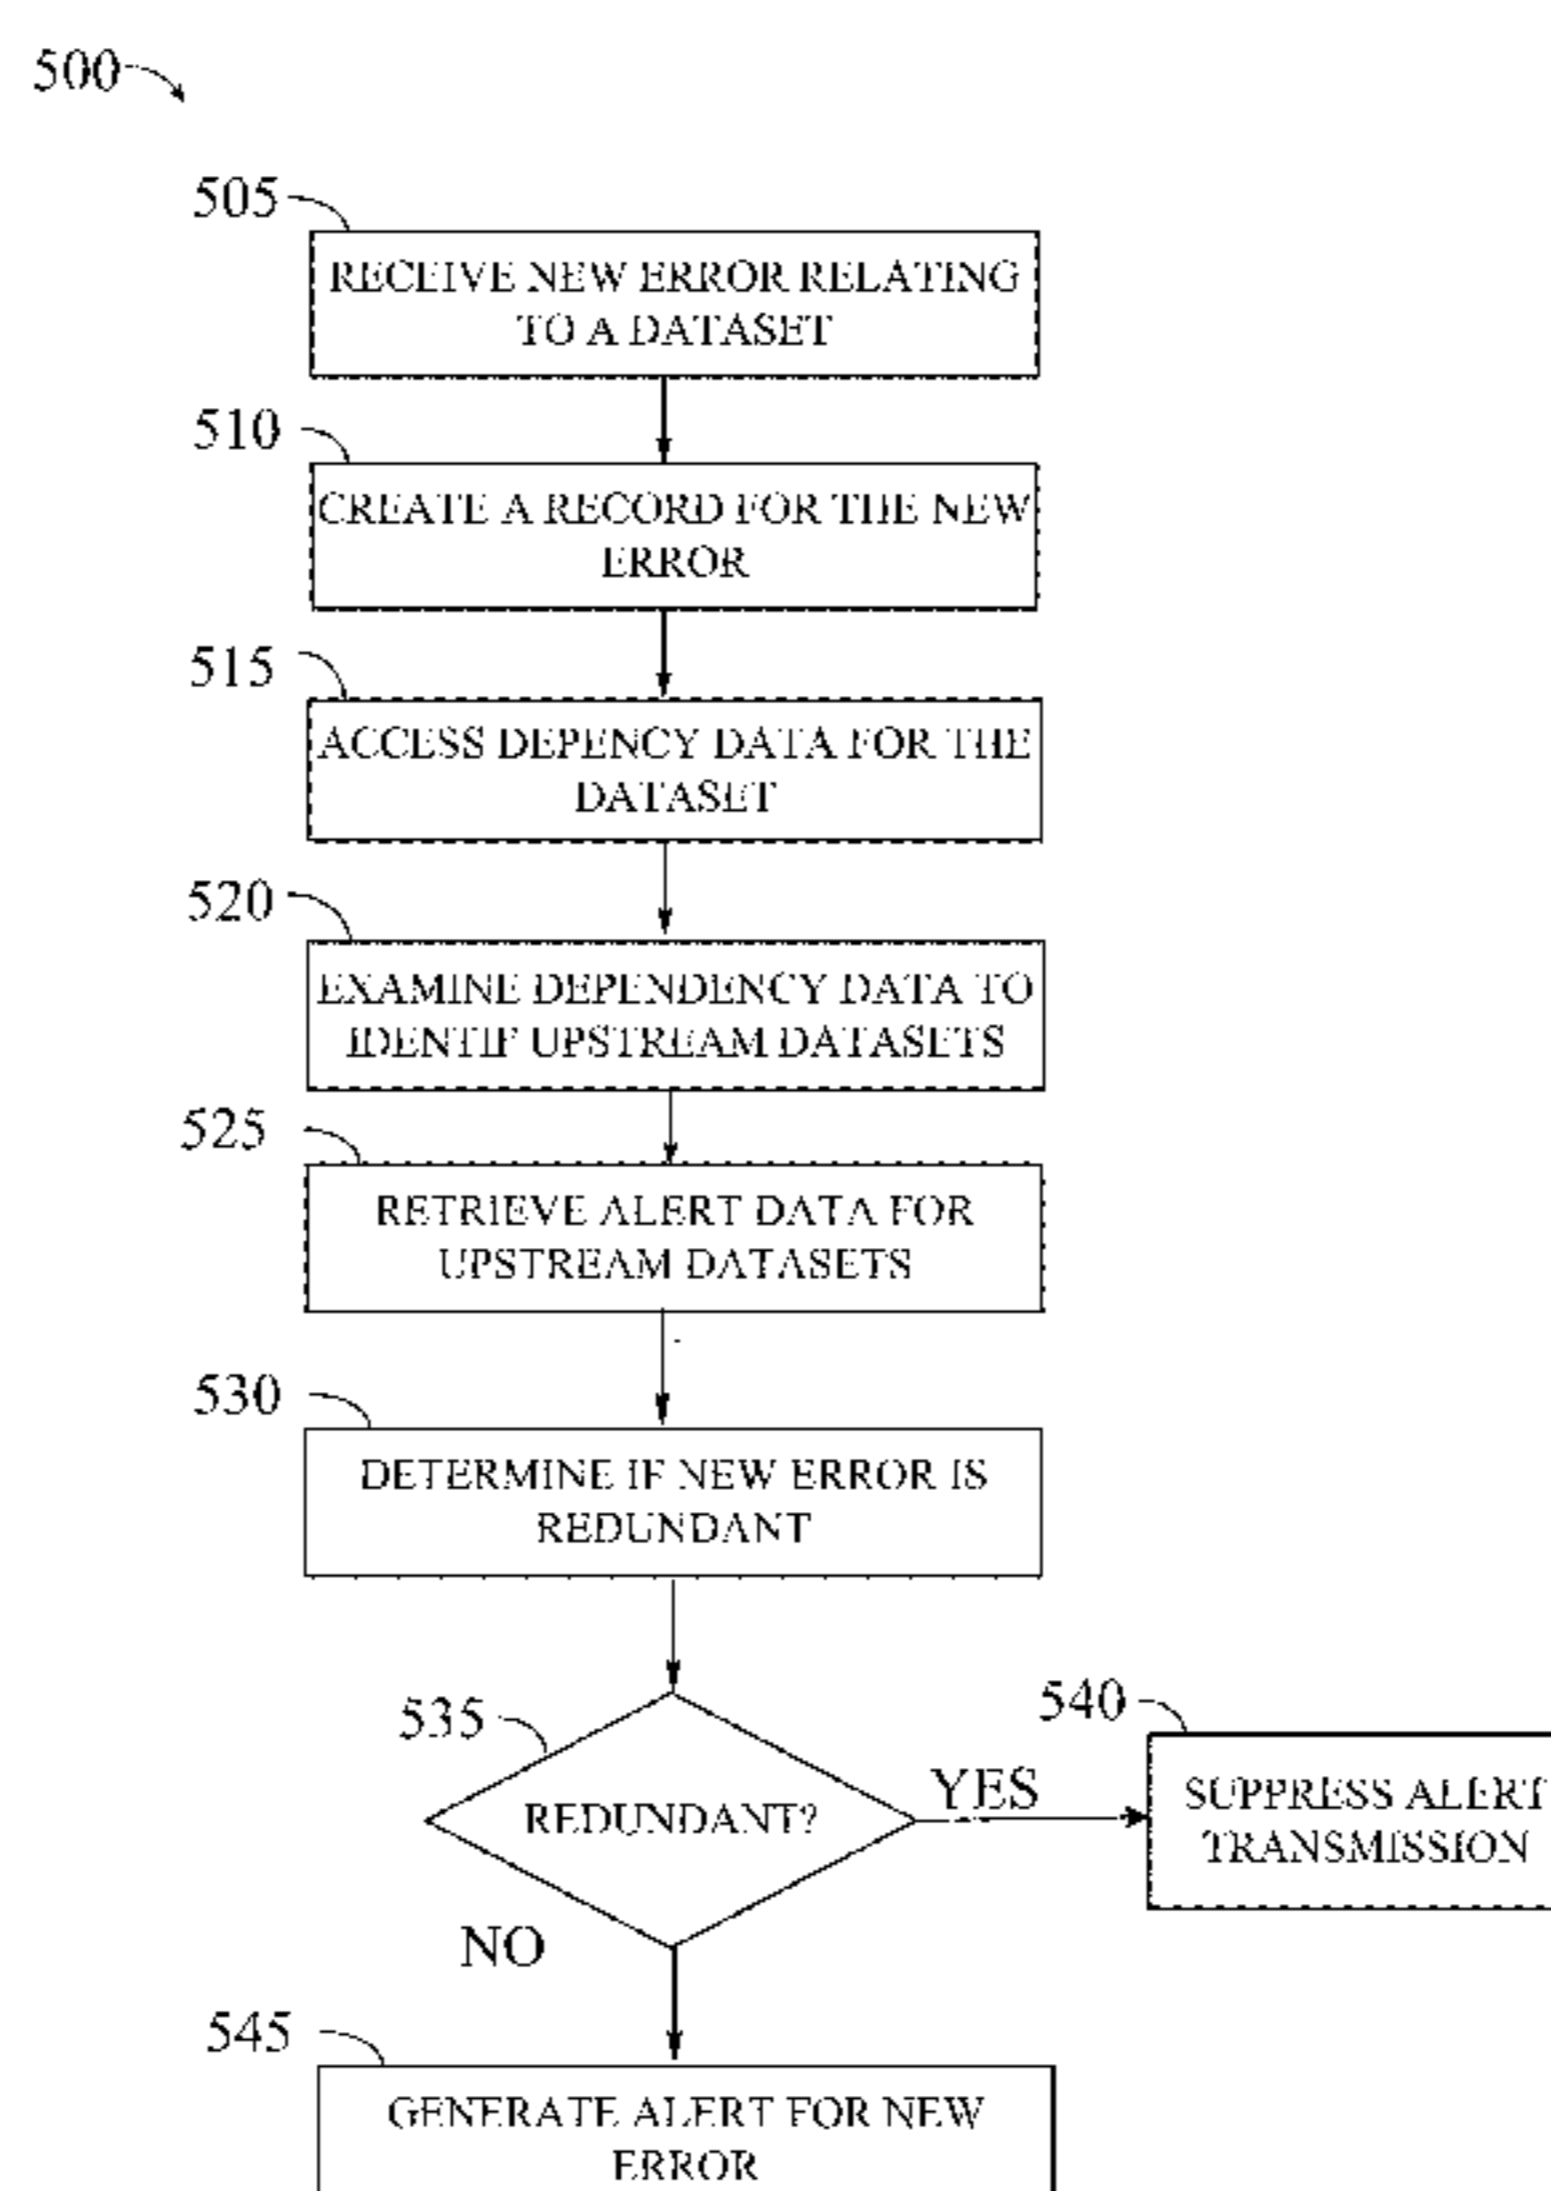 500
505
RECEIVE NEW ERROR RELATING
TO A DATASET
510
CREATE A RECORD FOR THE NEW
ERROR
515
ACCESS DEPENCY DATA FOR THE
DATASET
520
EXAMINE DEPENDENCY DATA TO
IDENTIF UPSTREAM DATASETS
525
RETRIEVE ALERT DATA FOR
UPSTREAM DATASETS
530
DETERMINE IF NEW ERROR IS
REDUNDANT
535
REDUNDANT?
YES
540
SUPPRESS ALERT
TRANSMISSION
NO
545
GENERATE ALERT FOR NEW
ERROR